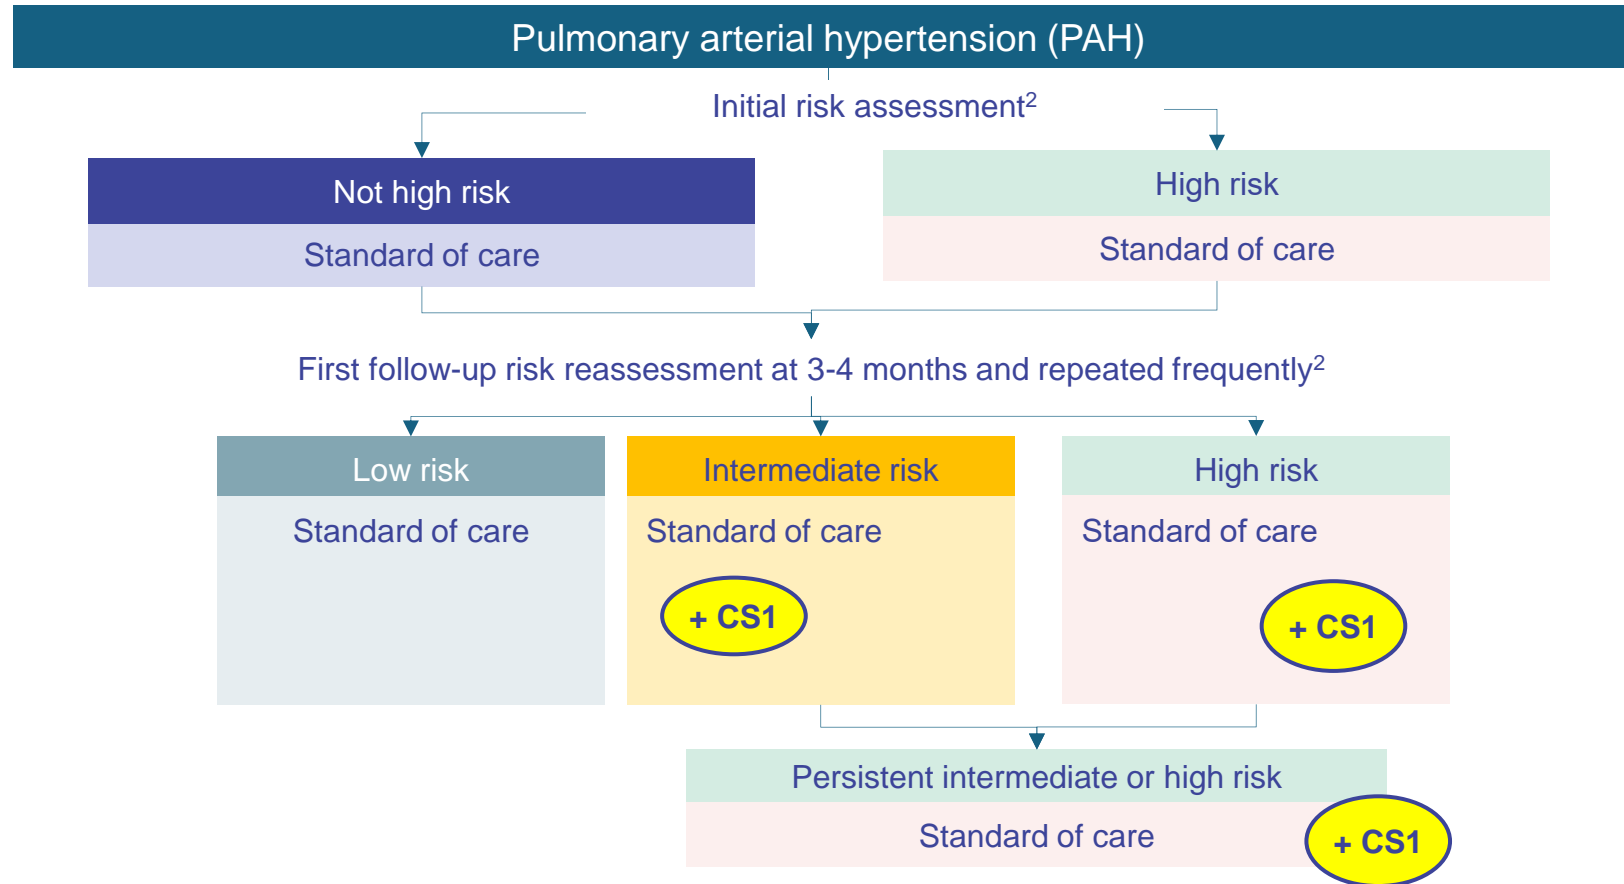 Pulmonary arterial hypertension (PAH)
Initial risk assessment²
Not high risk
Standard of care
High risk
Standard of care
First follow-up risk reassessment at 3-4 months and repeated frequently²
Low risk
Standard of care
Intermediate risk
Standard of care
+ CS1
High risk
Standard of care
+ CS1
Persistent intermediate or high risk
Standard of care
+ CS1